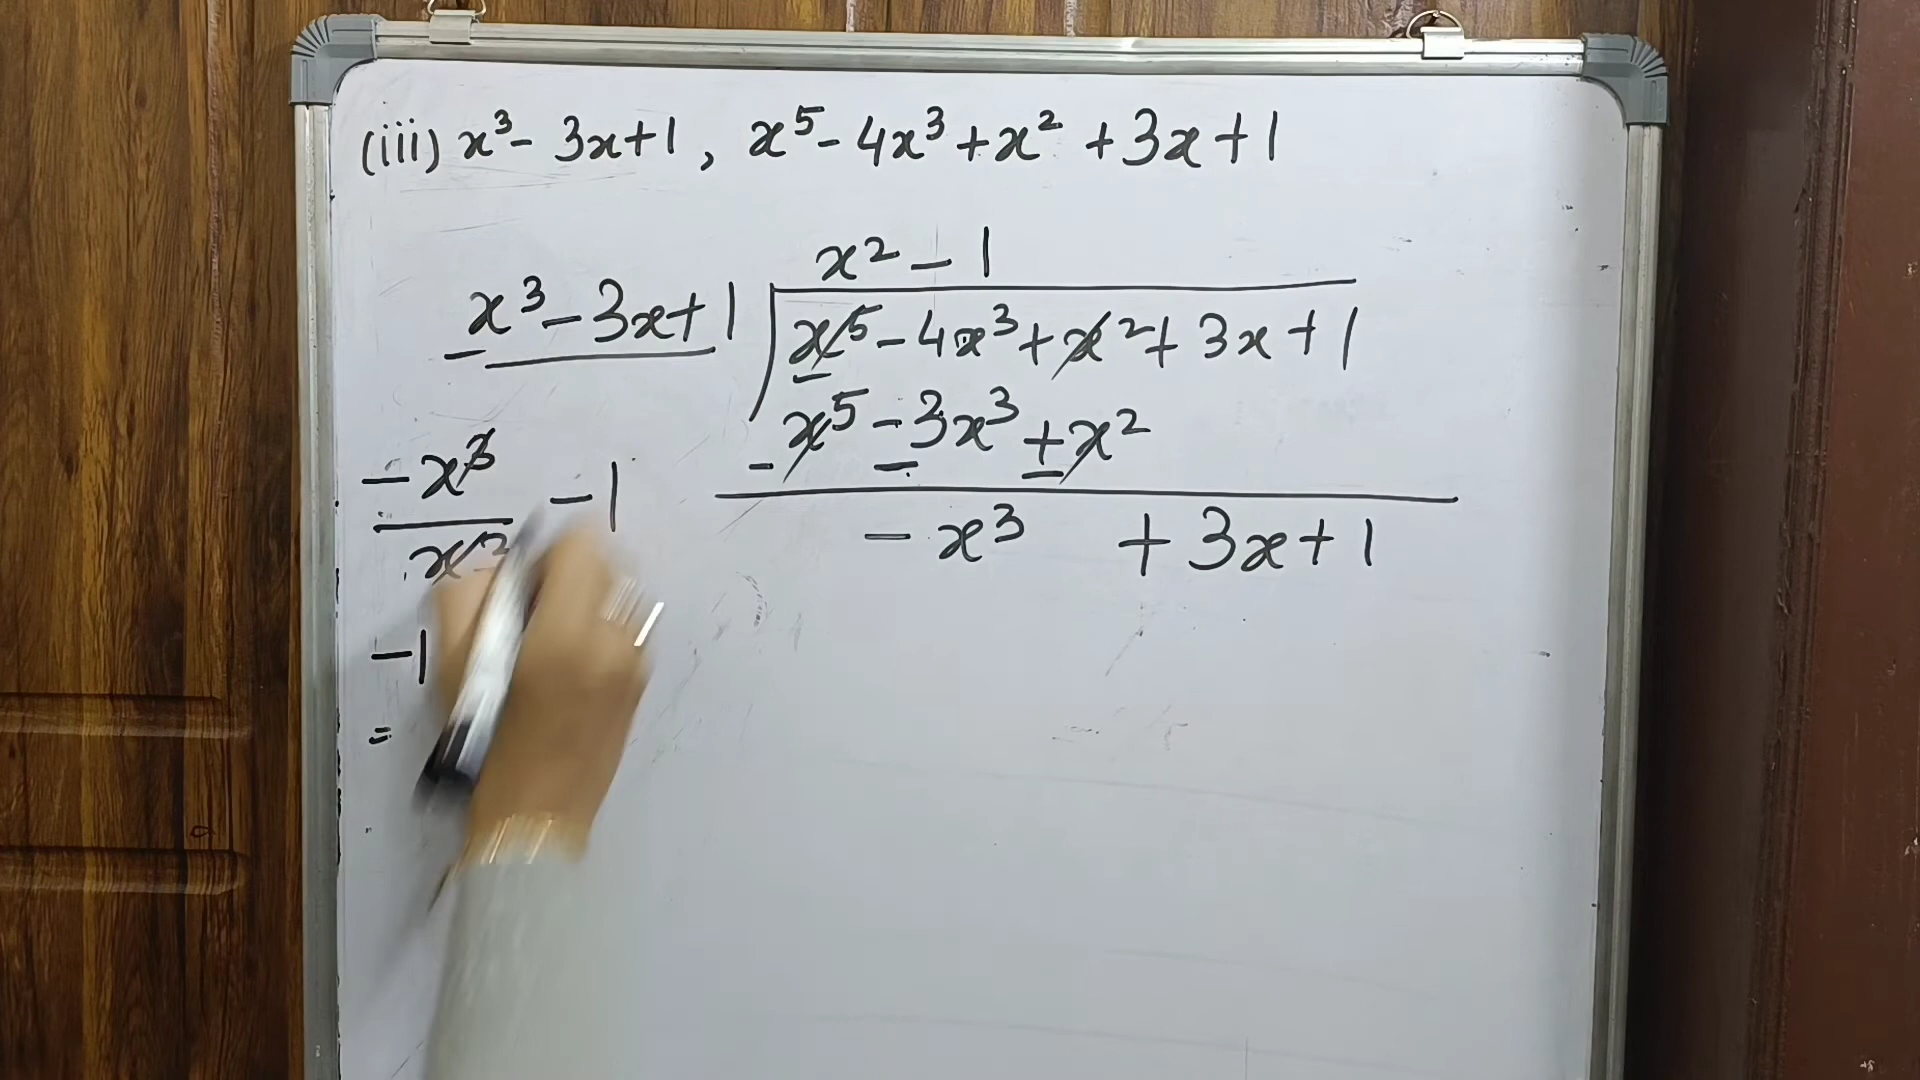 (iii) x³ - 3x + 1 , x⁵ - 4x³ + x² + 3x + 1
x² - 1
x³ - 3x + 1 x⁵ - 4x³ + x² + 3x + 1
x⁵ - 3x³ + x²
- - -
- x³ + 3x + 1
- x³
x³
- 1
- 1
=